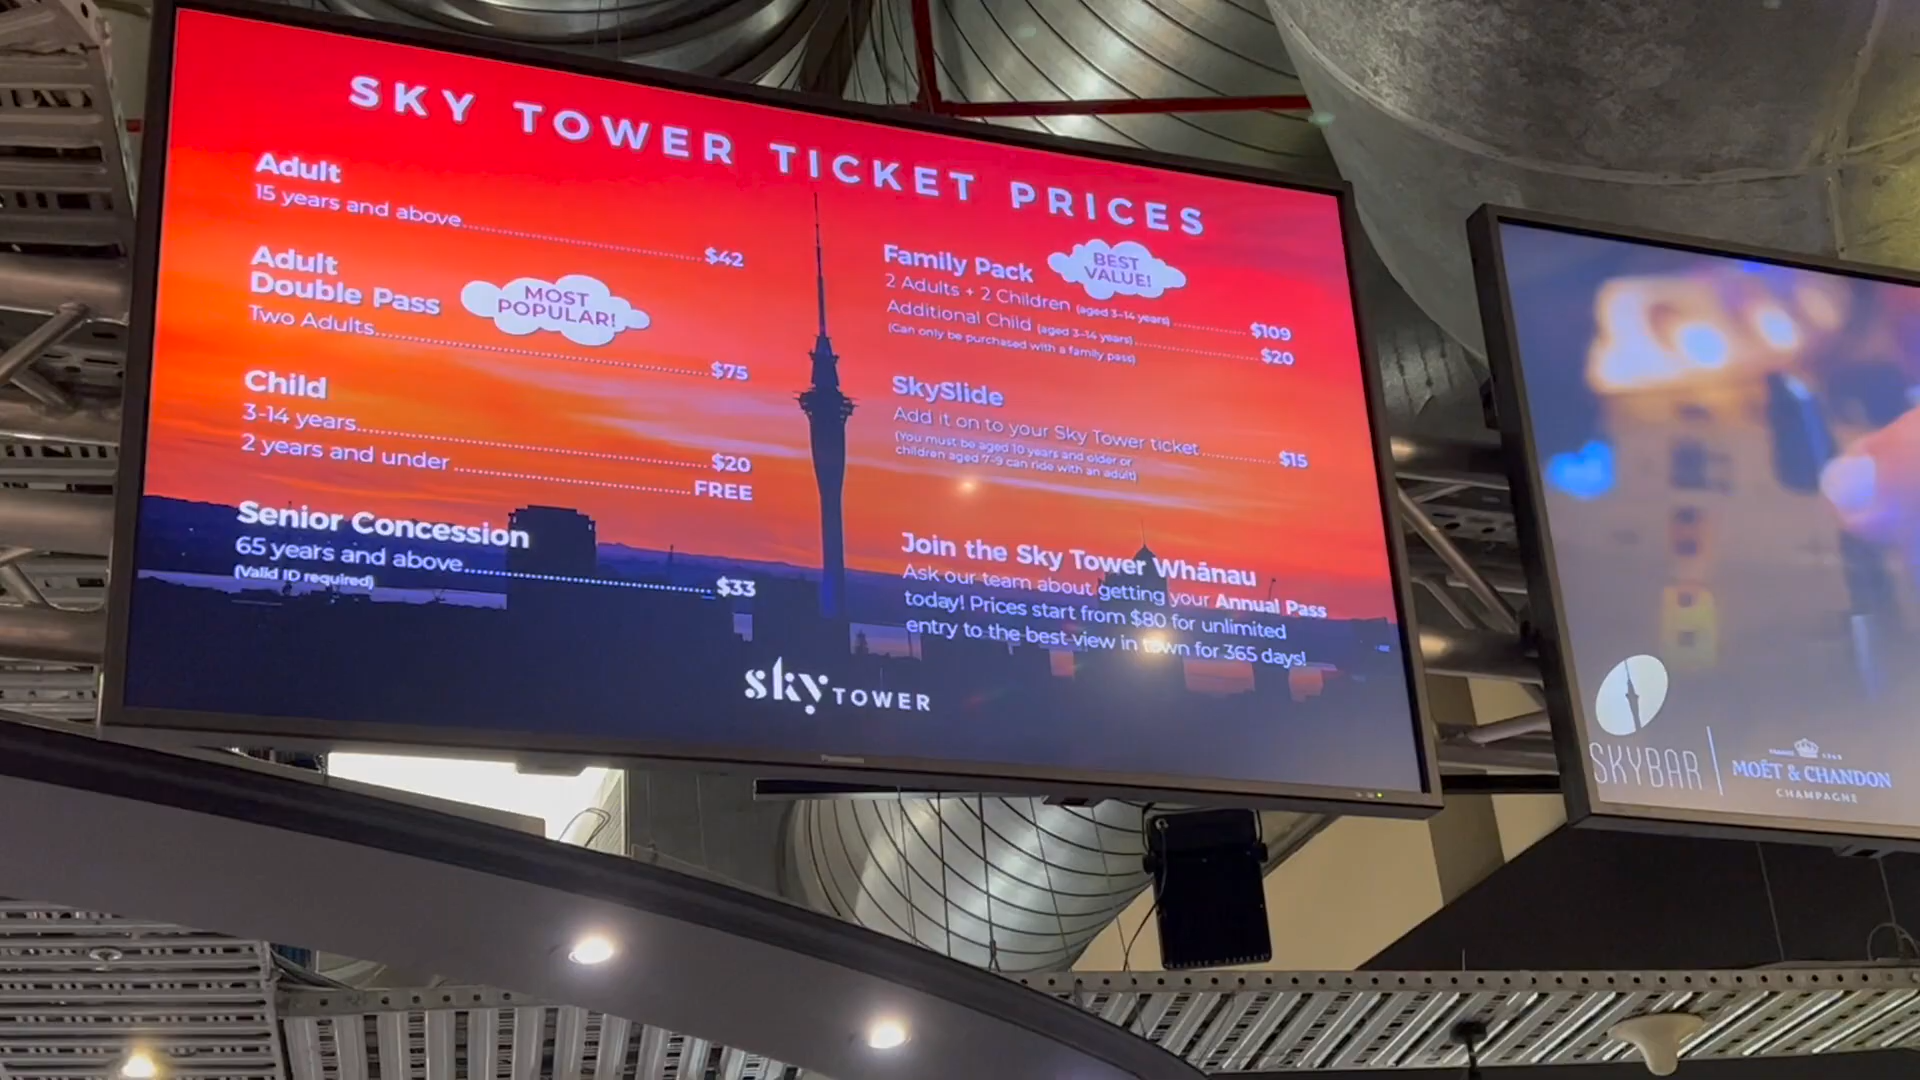 SKY TOWER TICKET PRICES
Adult
15 years and above........ $42
Adult
Double Pass
MOST
POPULAR!
Two Adults........ $75
Child
3-14 years........ $20
2 years and under........ FREE
Senior Concession
65 years and above........ $33
(Valid ID required)
Family Pack
BEST
VALUE!
2 Adults + 2 Children (aged 3-14 years)........ $109
Additional Child (aged 3-14 years)........ $20
(Can only be purchased with a family pass)
SkySlide
Add it on to your Sky Tower ticket........ $15
(You must be aged 10 years and older or
children aged 7-9 can ride with an adult)
Join the Sky Tower Whānau
Ask our team about getting your Annual Pass
today! Prices start from $80 for unlimited
entry to the best view in town for 365 days!
sky TOWER
Panasonic
SKYBAR
MOËT & CHANDON
CHAMPAGNE